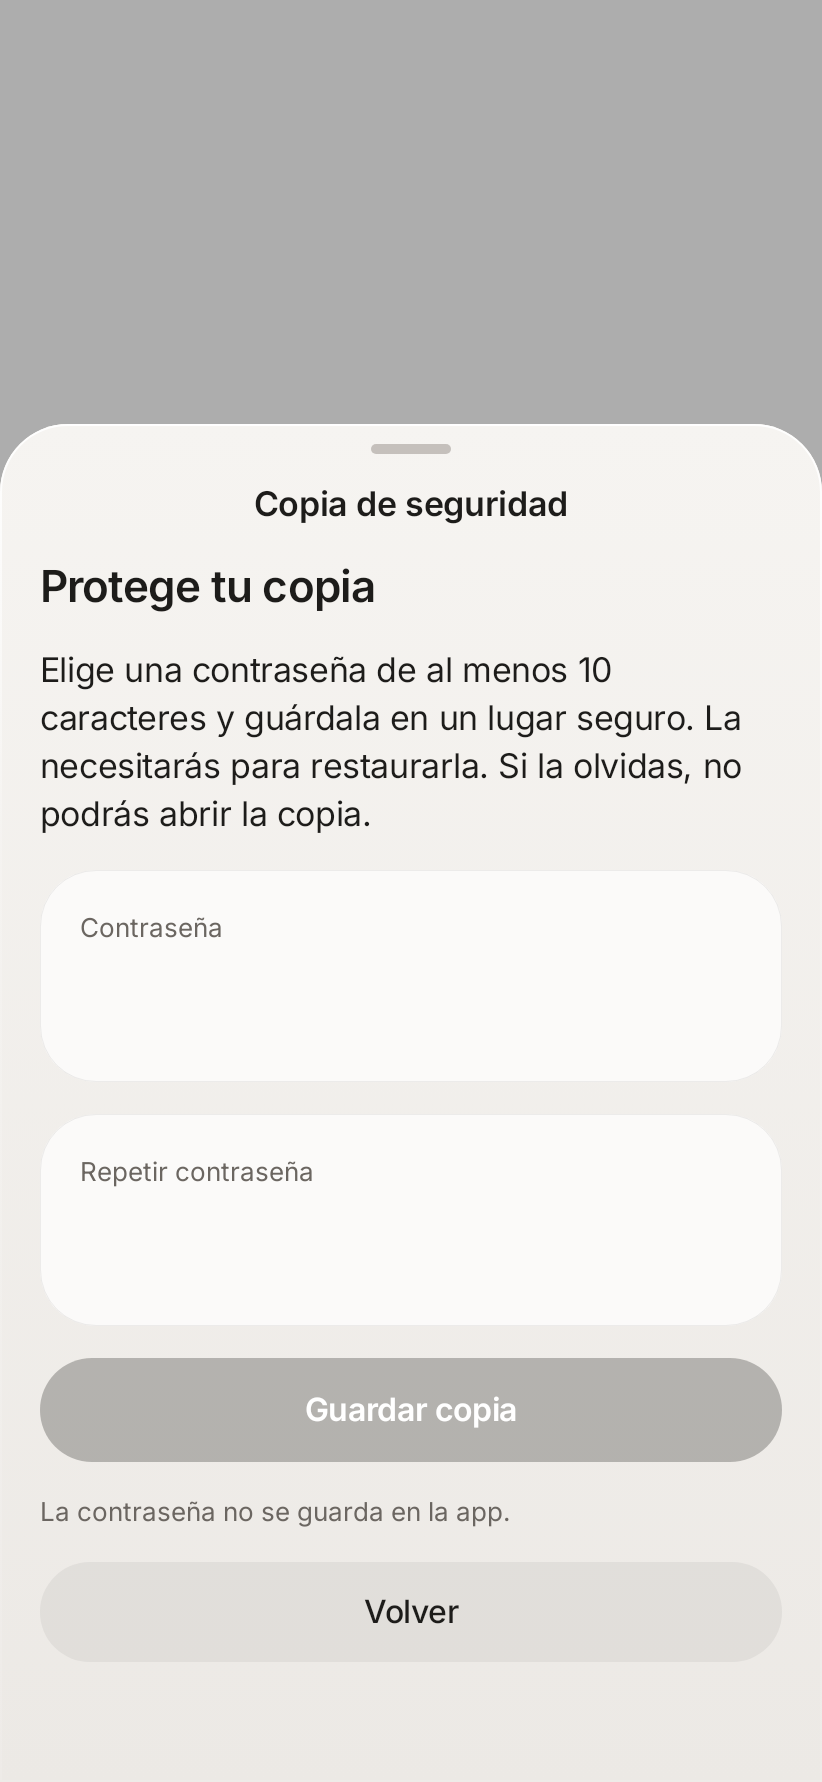 Copia de seguridad
Protege tu copia
Elige una contraseña de al menos 10
caracteres y guárdala en un lugar seguro. La
necesitarás para restaurarla. Si la olvidas, no
podrás abrir la copia.
Contraseña
Repetir contraseña
Guardar copia
La contraseña no se guarda en la app.
Volver